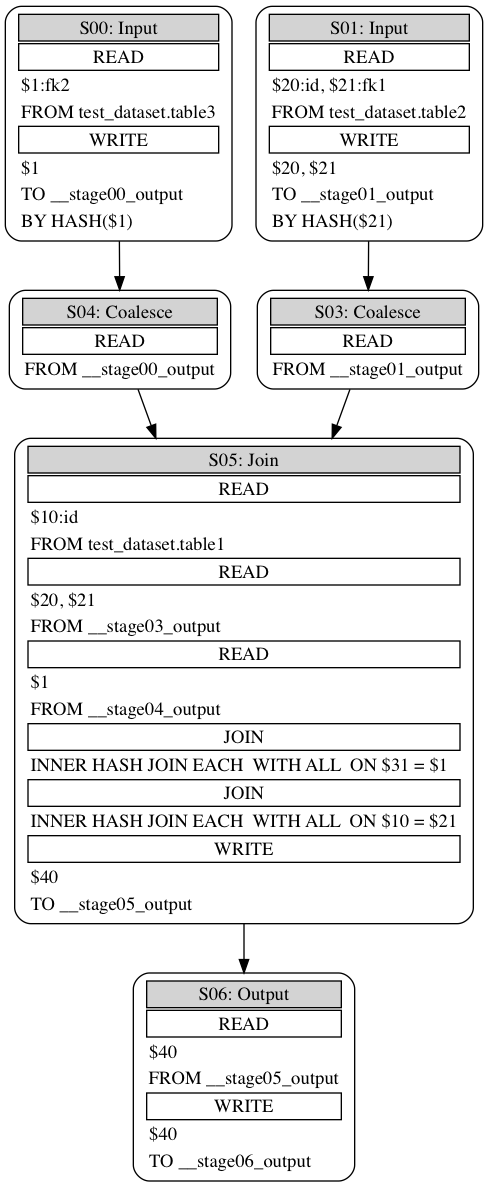 S00: Input
READ
$1:fk2
FROM test_dataset.table3
WRITE
$1
TO __stage00_output
BY HASH($1)
S01: Input
READ
$20:id, $21:fk1
FROM test_dataset.table2
WRITE
$20, $21
TO __stage01_output
BY HASH($21)
S04: Coalesce
READ
FROM __stage00_output
S03: Coalesce
READ
FROM __stage01_output
S05: Join
READ
$10:id
FROM test_dataset.table1
READ
$20, $21
FROM __stage03_output
READ
$1
FROM __stage04_output
JOIN
INNER HASH JOIN EACH  WITH ALL  ON $31 = $1
JOIN
INNER HASH JOIN EACH  WITH ALL  ON $10 = $21
WRITE
$40
TO __stage05_output
S06: Output
READ
$40
FROM __stage05_output
WRITE
$40
TO __stage06_output